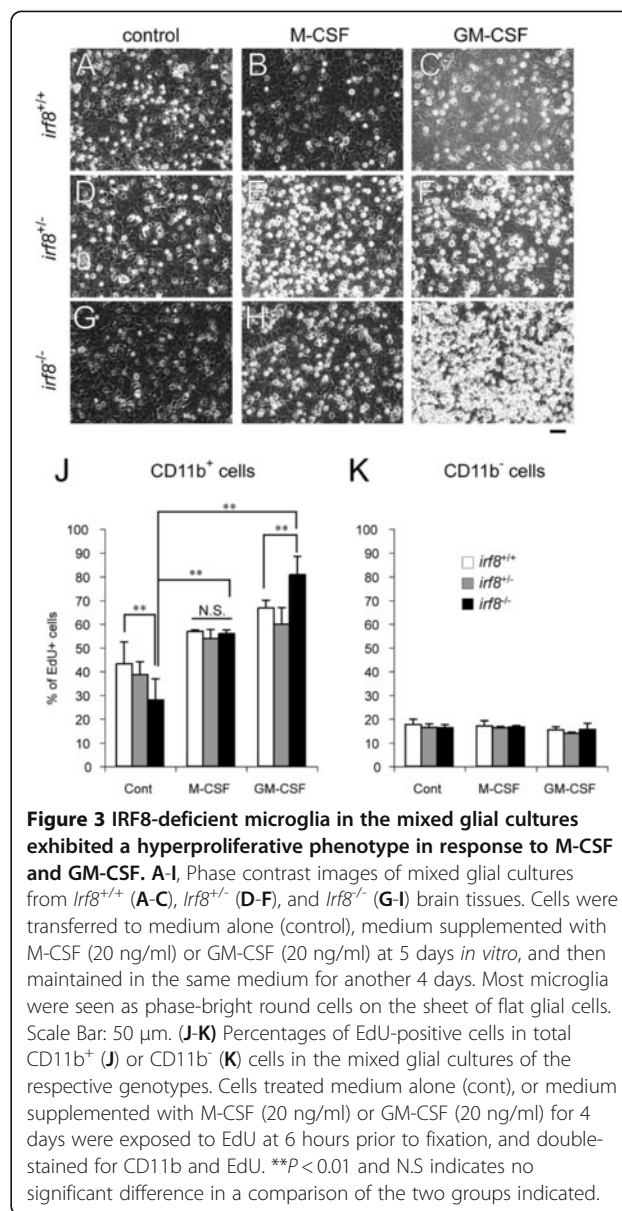 control M-CSF GM-CSF
irf8+/+ A B C
irf8+/- D E F
irf8-/- G H I
J CD11b+ cells K CD11b- cells
% of EdU+ cells
100
90
80
70
60
50
40
30
20
10
0
**
**
**
**
N.S.
Cont M-CSF GM-CSF
100
90
80
70
60
50
40
30
20
10
0
irf8+/+
irf8+/-
irf8-/-
Cont M-CSF GM-CSF
Figure 3 IRF8-deficient microglia in the mixed glial cultures
exhibited a hyperproliferative phenotype in response to M-CSF
and GM-CSF. A-I, Phase contrast images of mixed glial cultures
from Irf8+/+ (A-C), Irf8+/- (D-F), and Irf8-/- (G-I) brain tissues. Cells were
transferred to medium alone (control), medium supplemented with
M-CSF (20 ng/ml) or GM-CSF (20 ng/ml) at 5 days in vitro, and then
maintained in the same medium for another 4 days. Most microglia
were seen as phase-bright round cells on the sheet of flat glial cells.
Scale Bar: 50 μm. (J-K) Percentages of EdU-positive cells in total
CD11b+ (J) or CD11b- (K) cells in the mixed glial cultures of the
respective genotypes. Cells treated medium alone (cont), or medium
supplemented with M-CSF (20 ng/ml) or GM-CSF (20 ng/ml) for 4
days were exposed to EdU at 6 hours prior to fixation, and double-
stained for CD11b and EdU. **P < 0.01 and N.S indicates no
significant difference in a comparison of the two groups indicated.